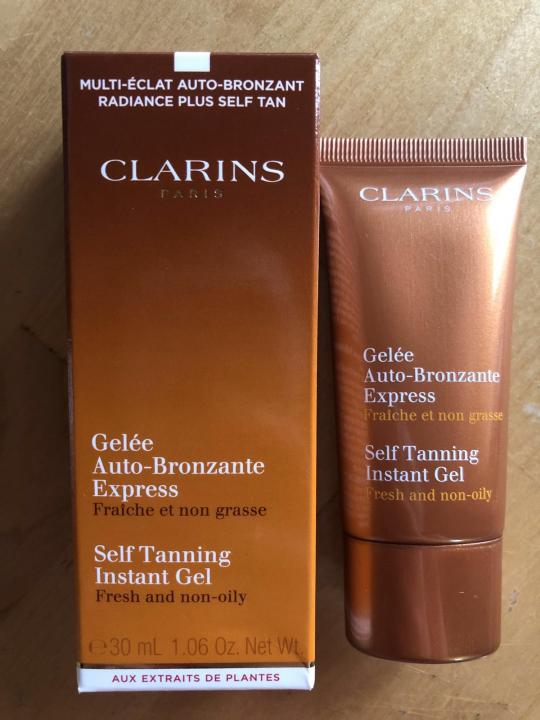 MULTI-ÉCLAT AUTO-BRONZANT
RADIANCE PLUS SELF TAN
CLARINS
PARIS
Gelée
Auto-Bronzante
Express
Fraîche et non grasse
Self Tanning
Instant Gel
Fresh and non-oily
℮30 mL 1.06 Oz. Net Wt.
AUX EXTRAITS DE PLANTES
CLARINS
PARIS
Gelée
Auto-Bronzante
Express
Fraîche et non grasse
Self Tanning
Instant Gel
Fresh and non-oily